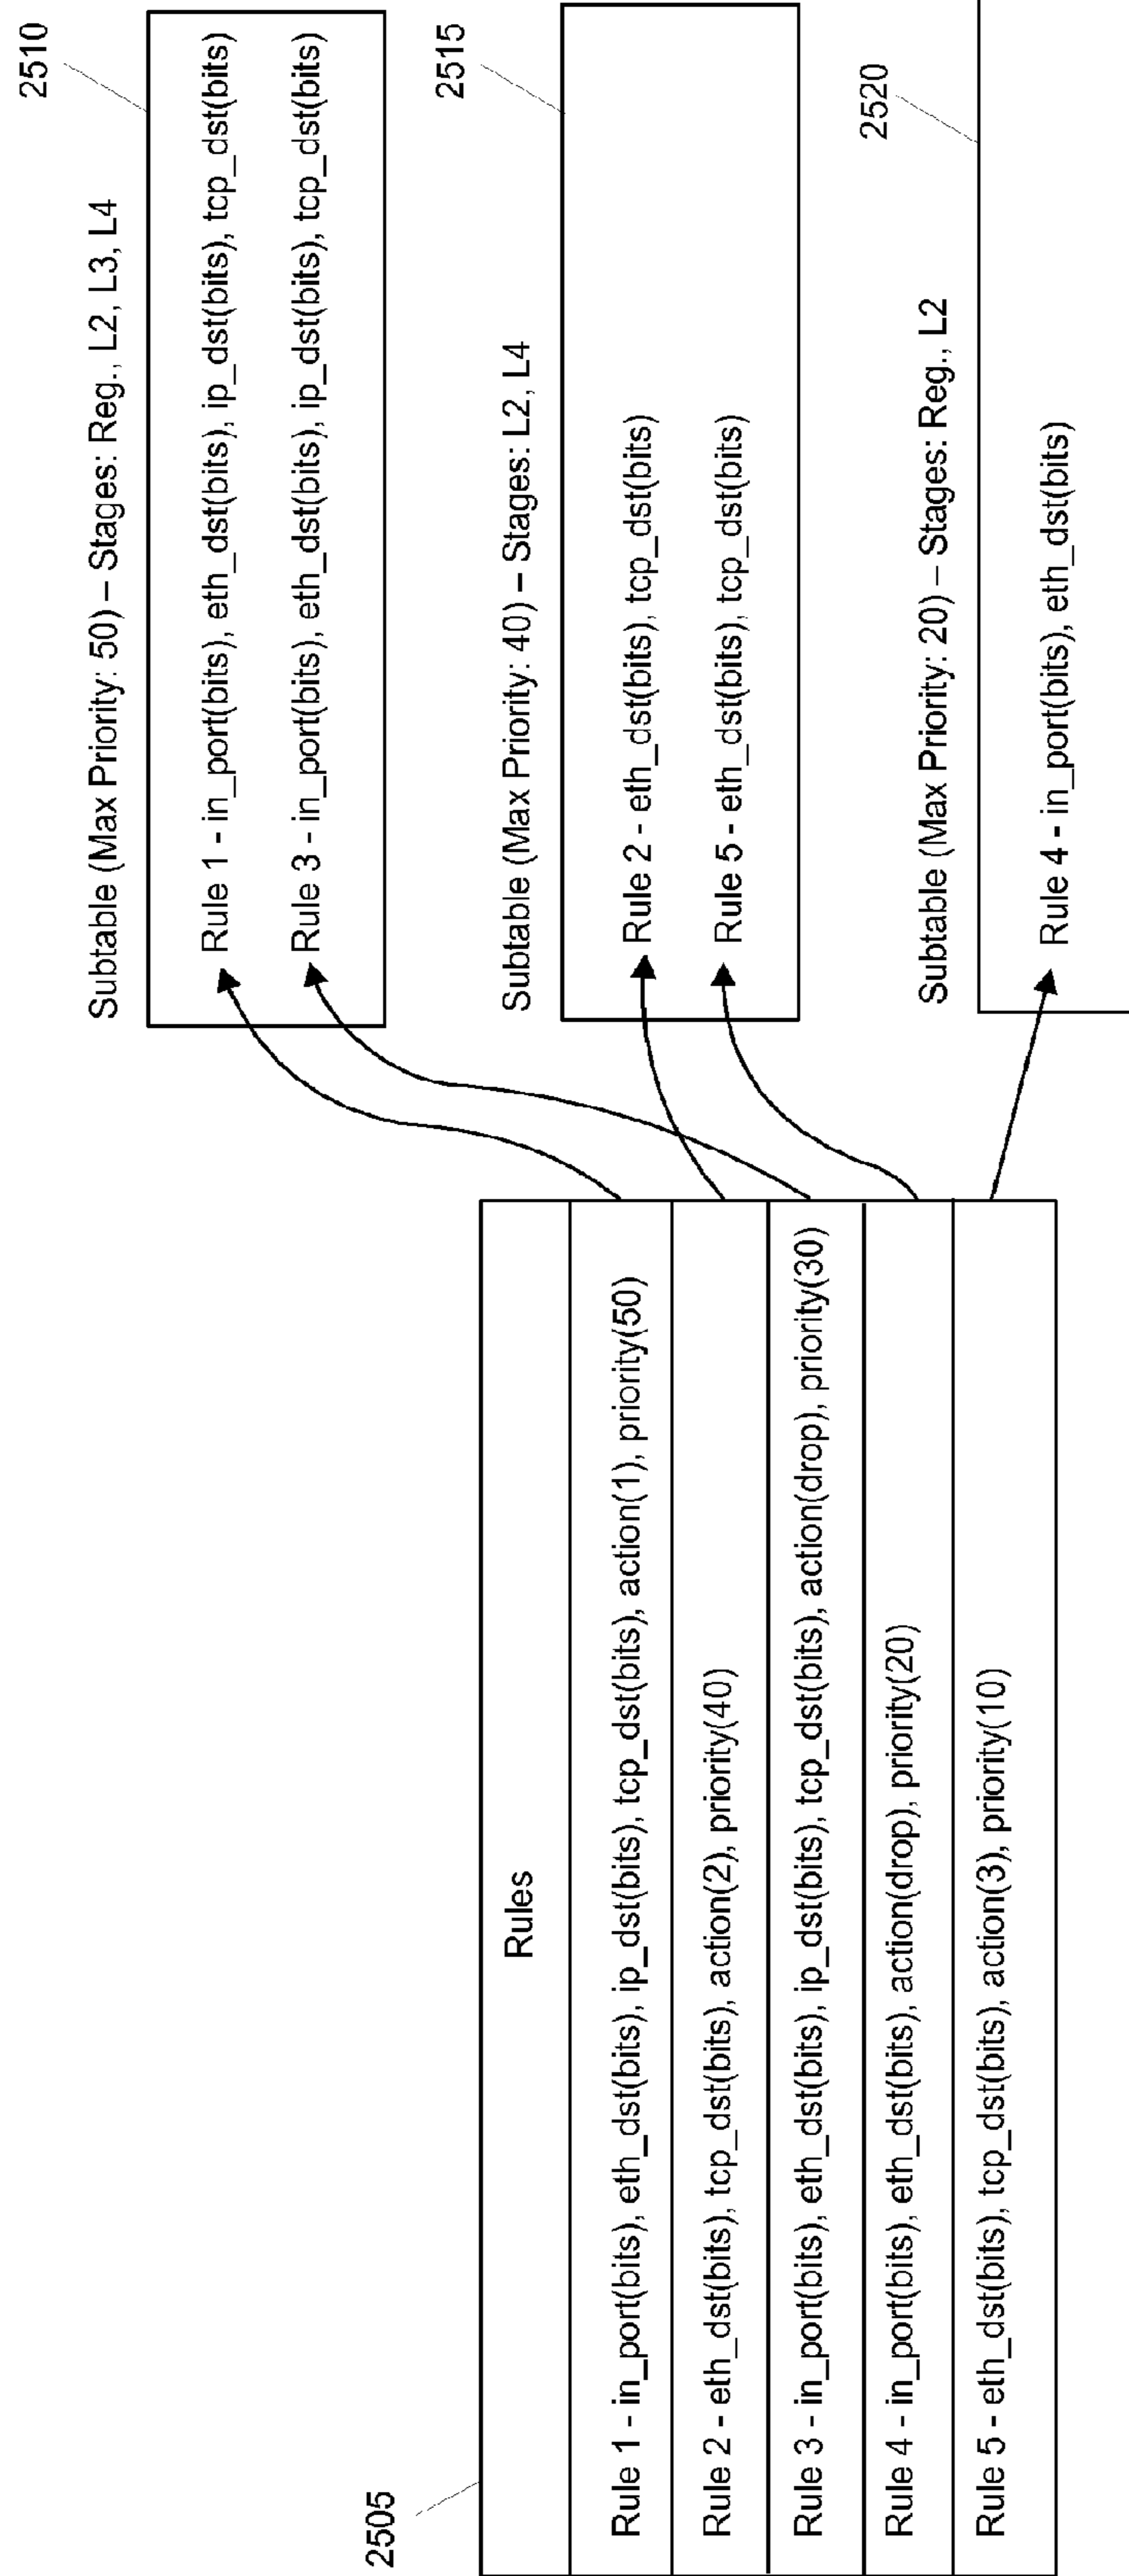 2505
Rules
Rule 1 - in_port(bits), eth_dst(bits), ip_dst(bits), tcp_dst(bits), action(1), priority(50)
Rule 2 - eth_dst(bits), tcp_dst(bits), action(2), priority(40)
Rule 3 - in_port(bits), eth_dst(bits), ip_dst(bits), tcp_dst(bits), action(drop), priority(30)
Rule 4 - in_port(bits), eth_dst(bits), action(drop), priority(20)
Rule 5 - eth_dst(bits), tcp_dst(bits), action(3), priority(10)
2510
Subtable (Max Priority: 50) – Stages: Reg., L2, L3, L4
Rule 1 - in_port(bits), eth_dst(bits), ip_dst(bits), tcp_dst(bits)
Rule 3 - in_port(bits), eth_dst(bits), ip_dst(bits), tcp_dst(bits)
2515
Subtable (Max Priority: 40) – Stages: L2, L4
Rule 2 - eth_dst(bits), tcp_dst(bits)
Rule 5 - eth_dst(bits), tcp_dst(bits)
2520
Subtable (Max Priority: 20) – Stages: Reg., L2
Rule 4 - in_port(bits), eth_dst(bits)